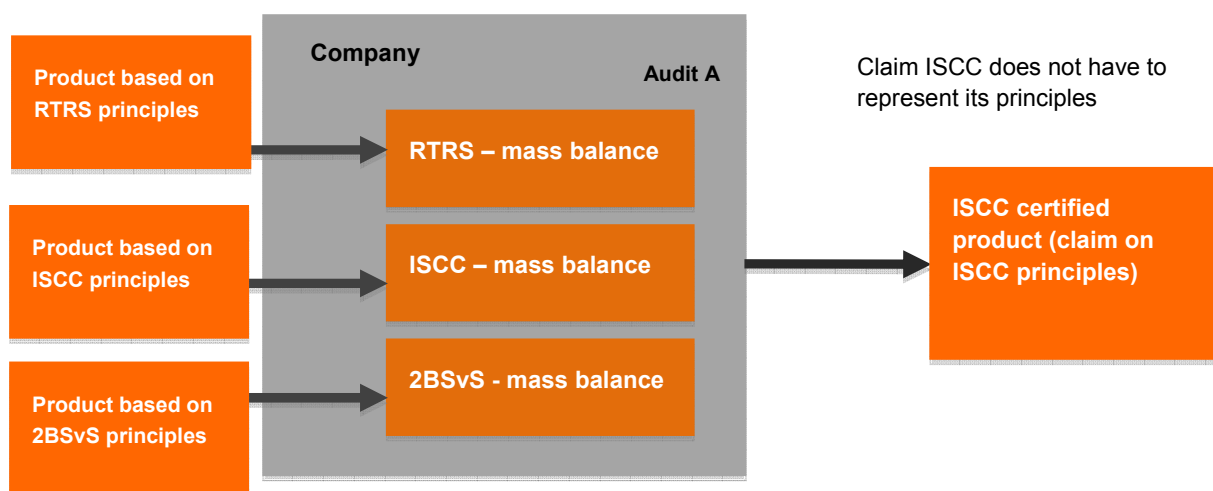 Product based on
RTRS principles
Product based on
ISCC principles
Product based on
2BSvS principles
Company
Audit A
RTRS – mass balance
ISCC – mass balance
2BSvS - mass balance
Claim ISCC does not have to
represent its principles
ISCC certified
product (claim on
ISCC principles)